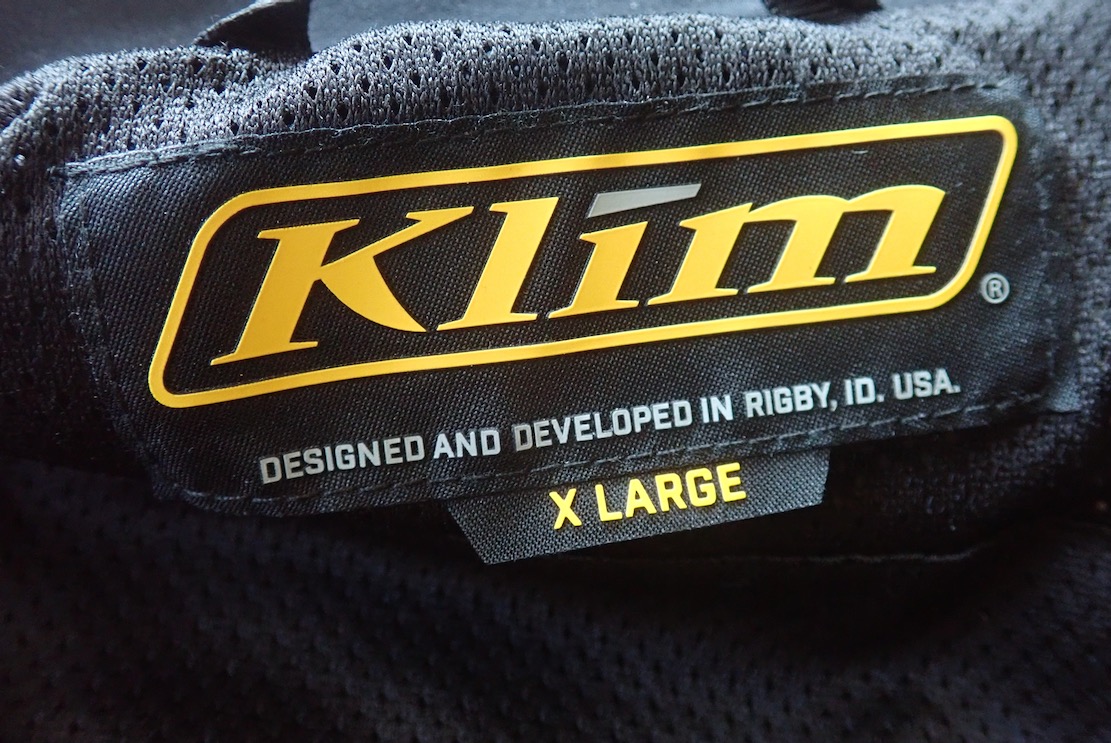 Klim®
DESIGNED AND DEVELOPED IN RIGBY, ID. USA.
X LARGE